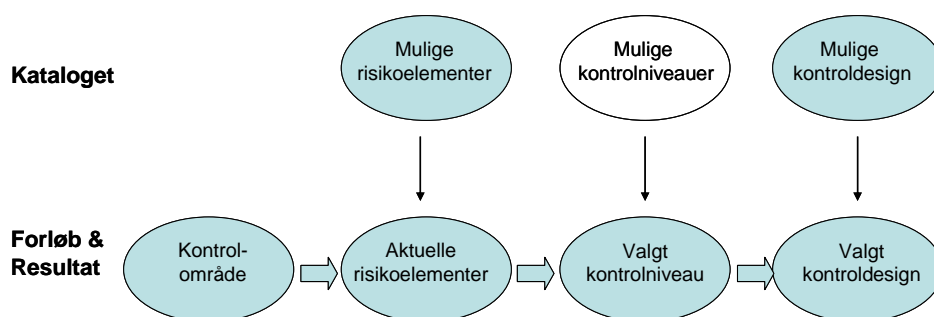 Kataloget
Mulige
risikoelementer
Mulige
kontrolniveauer
Mulige
kontroldesign
Forløb &
Resultat
Kontrol-
område
Aktuelle
risikoelementer
Valgt
kontrolniveau
Valgt
kontroldesign